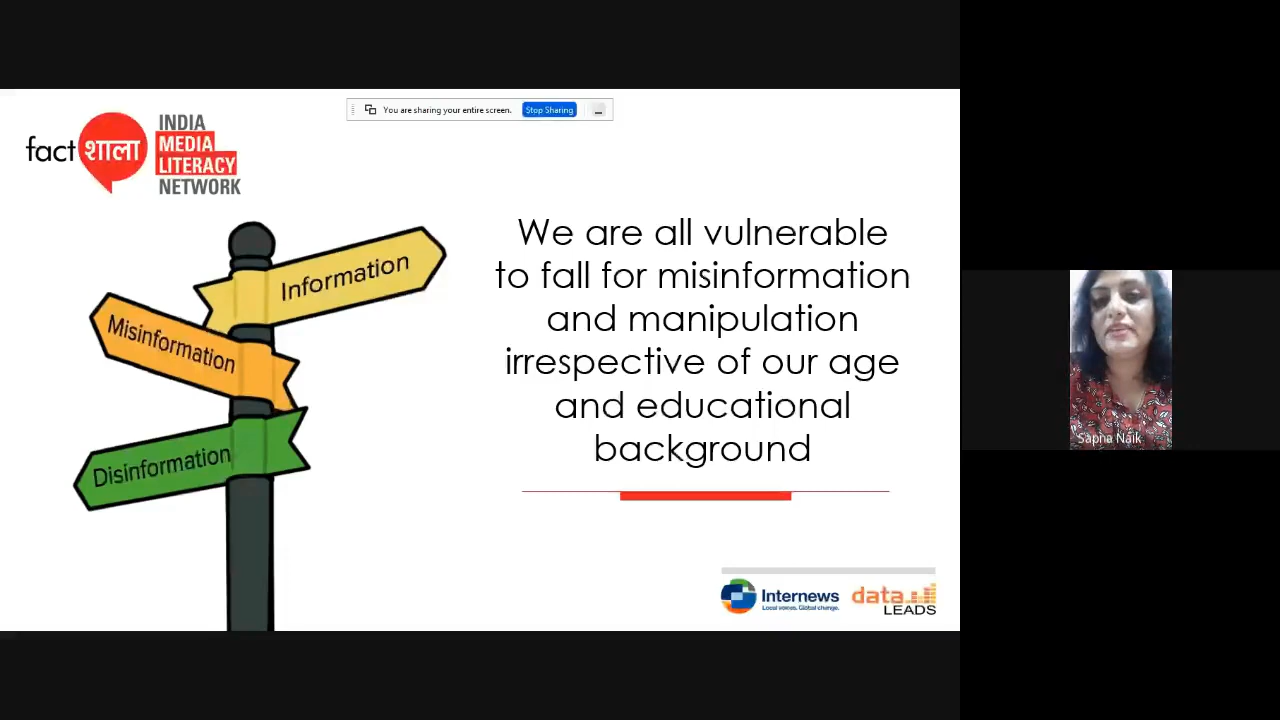 You are sharing your entire screen.
Stop Sharing
fact शाला
INDIA
MEDIA
LITERACY
NETWORK
Information
Misinformation
Disinformation
We are all vulnerable
to fall for misinformation
and manipulation
irrespective of our age
and educational
background
Sapna Naik
Internews
Local voices. Global change.
data
LEADS